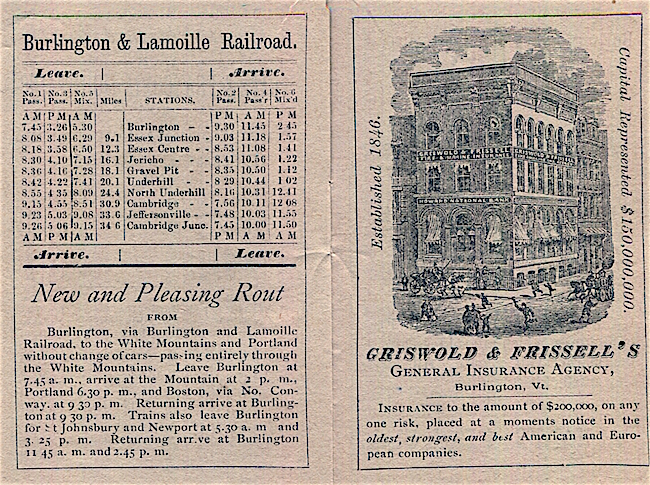 Burlington & Lamoille Railroad.
Leave. Arrive.
No. 1 No. 3 No. 5 No. 2 No. 4 No. 6
Pass. Pass. Mix. Miles STATIONS. Pass. Pass'r Mix'd
A M P M A M P M A M P M
7.45 3.26 5.30 Burlington - - 9.30 11.45 2 45
8 08 3.49 6.29 9.1 Essex Junction - 9.03 11.18 1.57
8.18 3.58 6.50 12.3 Essex Centre - - 8.53 11.08 1.41
8.30 4.10 7.15 16.1 Jericho - - 8.41 10.56 1.22
8.36 4.16 7.28 18.1 Gravel Pit - - 8.35 10.50 1.12
8.42 4.22 7.41 20.1 Underhill - - 8 29 10.44 1 02
8.55 4 35 8.09 24.4 North Underhill 8.16 10.31 12.41
9.15 4.55 8.51 30.9 Cambridge - - 7.56 10.11 12 08
9.23 5.03 9.08 33.6 Jeffersonville - - 7.48 10.03 11.55
9.26 5 06 9.15 34 6 Cambridge Junc. 7.45 10.00 11.50
A M P M A M P M A M A M
Arrive. Leave.
New and Pleasing Rout
FROM
Burlington, via Burlington and Lamoille
Railroad, to the White Mountains and Portland
without change of cars—passing entirely through
the White Mountains. Leave Burlington at
7.45 a. m., arrive at the Mountain at 2 p. m.,
Portland 6.30 p. m., and Boston, via No. Con-
way. at 9 30 p. m. Returning arrive at Burling-
ton at 9 30 p. m. Trains also leave Burlington
for St Johnsbury and Newport at 5.30 a. m and
3. 25 p. m. Returning arrive at Burlington
11 45 a. m. and 2.45 p. m.
Established 1846.
Capital Represented $150,000,000.
GRISWOLD & FRISSELL
HOWARD NATIONAL BANK
GRISWOLD & FRISSELL'S
GENERAL INSURANCE AGENCY,
Burlington, Vt.
INSURANCE to the amount of $200,000, on any
one risk, placed at a moments notice in the
oldest, strongest, and best American and Euro-
pean companies.